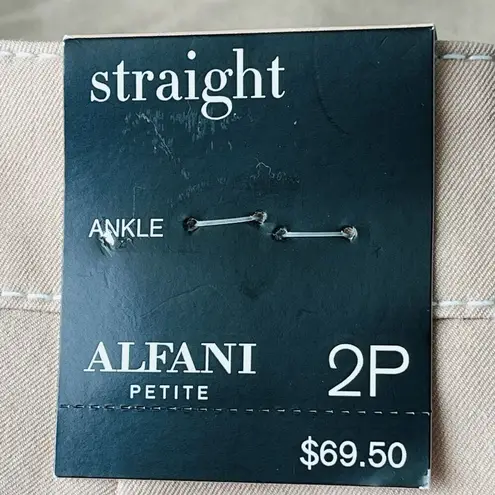 straight
ANKLE
ALFANI
PETITE
2P
$69.50